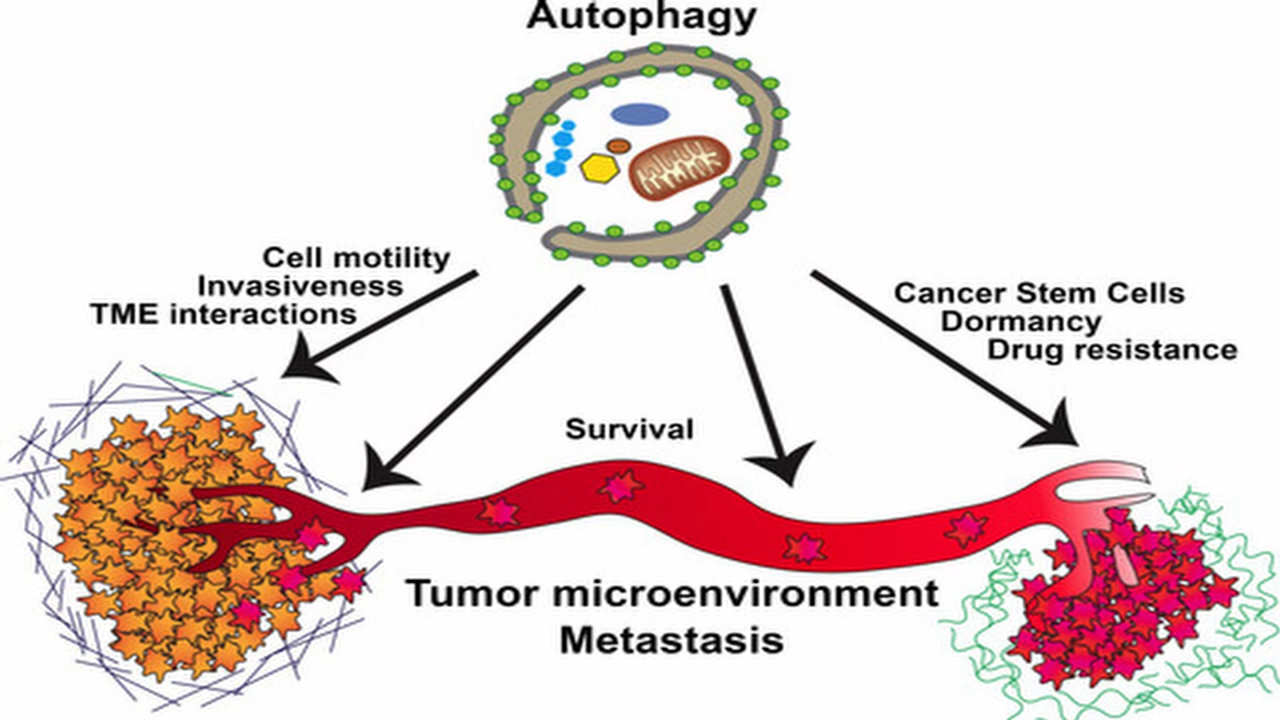 Autophagy
Cell motility
Invasiveness
TME interactions
Cancer Stem Cells
Dormancy
Drug resistance
Survival
Tumor microenvironment
Metastasis